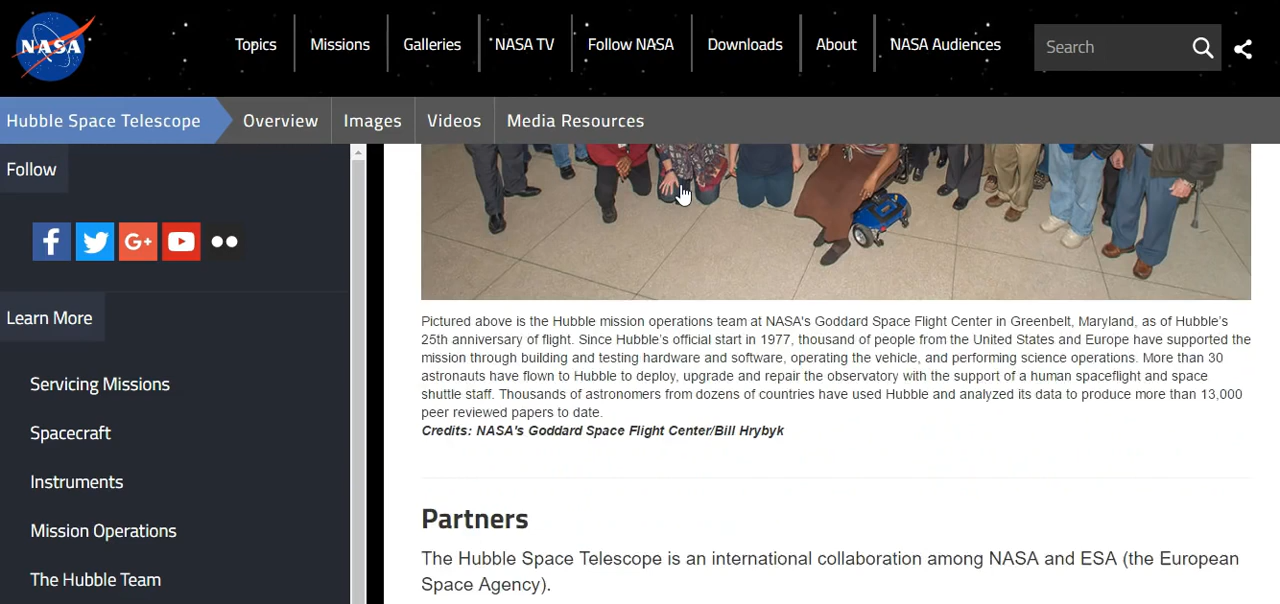 NASA
Topics
Missions
Galleries
NASA TV
Follow NASA
Downloads
About
NASA Audiences
Search
Hubble Space Telescope
Overview
Images
Videos
Media Resources
Follow
f
G+
Learn More
Servicing Missions
Spacecraft
Instruments
Mission Operations
The Hubble Team
Pictured above is the Hubble mission operations team at NASA's Goddard Space Flight Center in Greenbelt, Maryland, as of Hubble's
25th anniversary of flight. Since Hubble's official start in 1977, thousand of people from the United States and Europe have supported the
mission through building and testing hardware and software, operating the vehicle, and performing science operations. More than 30
astronauts have flown to Hubble to deploy, upgrade and repair the observatory with the support of a human spaceflight and space
shuttle staff. Thousands of astronomers from dozens of countries have used Hubble and analyzed its data to produce more than 13,000
peer reviewed papers to date.
Credits: NASA's Goddard Space Flight Center/Bill Hrybyk
Partners
The Hubble Space Telescope is an international collaboration among NASA and ESA (the European
Space Agency).